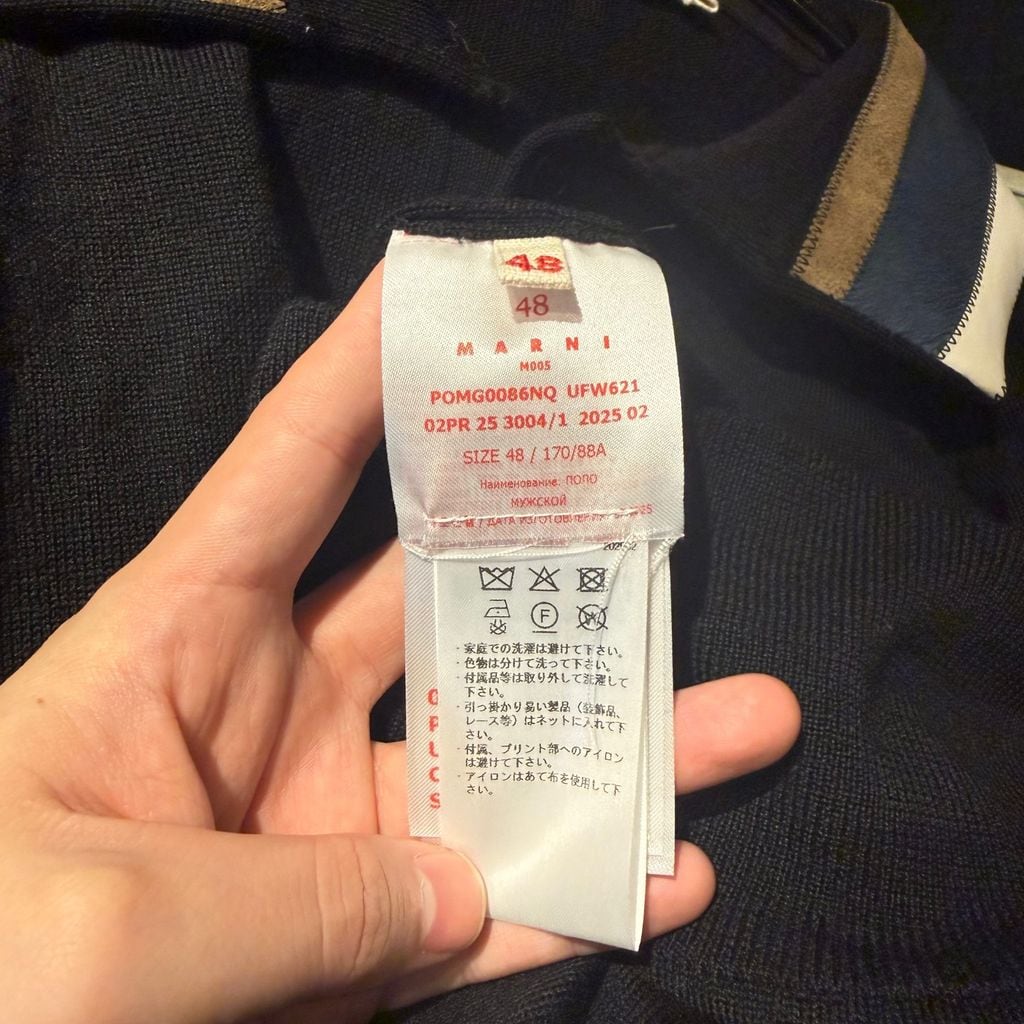 48
48
MARNI
M005
POMG0086NQ UFW621
02PR 25 3004/1 2025 02
SIZE 48 / 170/88A
Наименование: ПОЛО
МУЖСКОЙ
/ ДАТА ИЗГОТОВЛЕНИЯ
F
W
・家庭での洗濯は避けて下さい。
・色物は分けて洗って下さい。
・付属品等は取り外して洗濯して
下さい。
・引っ掛かり易い製品（装飾品、
レース等）はネットに入れて下
さい。
・付属、プリント部へのアイロン
は避けて下さい。
・アイロンはあて布を使用して下
さい。